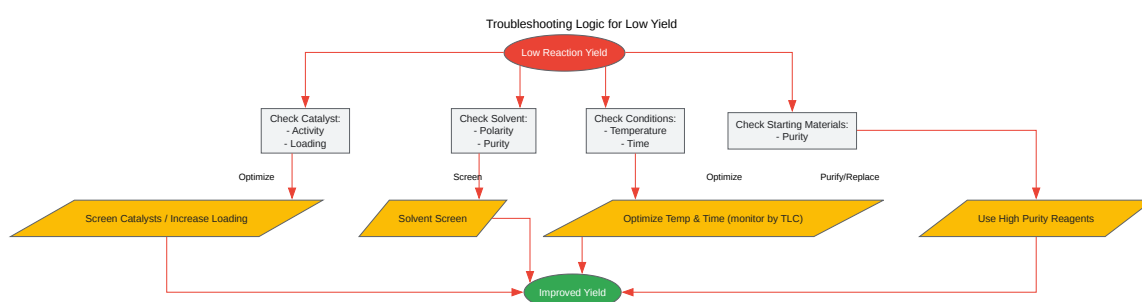 Troubleshooting Logic for Low Yield
Low Reaction Yield
Check Catalyst:
- Activity
- Loading
Check Solvent:
- Polarity
- Purity
Check Conditions:
- Temperature
- Time
Check Starting Materials:
- Purity
Optimize
Screen
Optimize
Purify/Replace
Screen Catalysts / Increase Loading
Solvent Screen
Optimize Temp & Time (monitor by TLC)
Use High Purity Reagents
Improved Yield